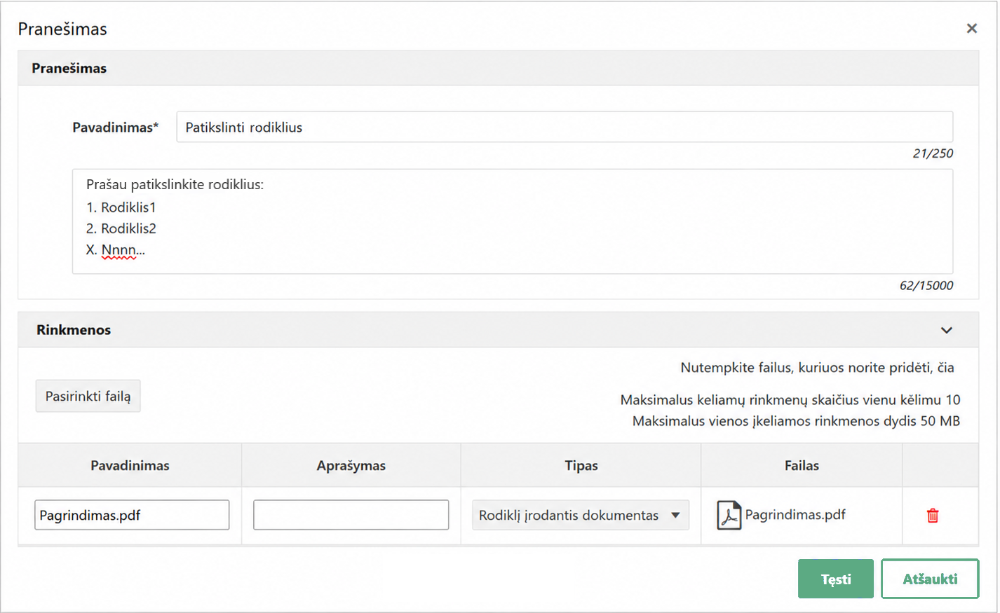 Pranešimas
Pranešimas
Pavadinimas* Patikslinti rodiklius
21/250
Prašau patikslinkite rodiklius:
1. Rodiklis1
2. Rodiklis2
X. Nnnn...
62/15000
Rinkmenos
Nutempkite failus, kuriuos norite pridėti, čia
Pasirinkti failą
Maksimalus keliamų rinkmenų skaičius vienu kėlimu 10
Maksimalus vienos įkeliamos rinkmenos dydis 50 MB
Pavadinimas Aprašymas Tipas Failas
Pagrindimas.pdf Rodiklį įrodantis dokumentas Pagrindimas.pdf
Tęsti Atšaukti